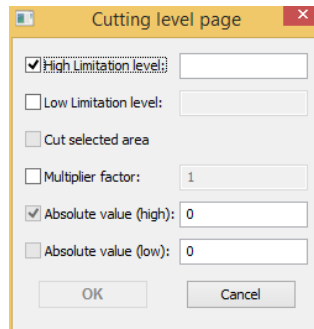 Cutting level page
High Limitation level:
Low Limitation level:
Cut selected area
Multiplier factor: 1
Absolute value (high): 0
Absolute value (low): 0
OK Cancel